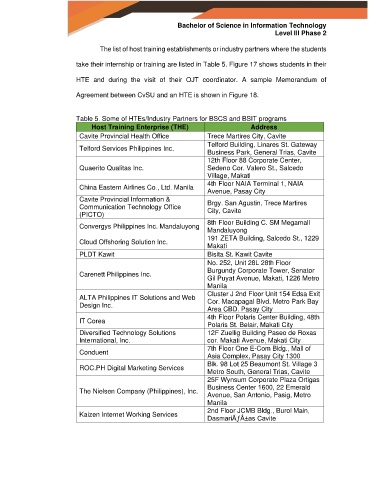 Bachelor of Science in Information Technology
Level III Phase 2
The list of host training establishments or industry partners where the students
take their internship or training are listed in Table 5. Figure 17 shows students in their
HTE and during the visit of their OJT coordinator. A sample Memorandum of
Agreement between CvSU and an HTE is shown in Figure 18.
Table 5 Some of HTEs/Industry Partners for BSCS and BSIT programs
Host Training Enterprise (THE) Address
Cavite Provincial Health Office Trece Martires City, Cavite
Telford Services Philippines Inc. Telford Building, Linares St. Gateway
Business Park, General Trias, Cavite
Quaerito Qualitas Inc. 12th Floor 88 Corporate Center,
Sedeno Cor. Valero St., Salcedo
Village, Makati
China Eastern Airlines Co., Ltd. Manila 4th Floor NAIA Terminal 1, NAIA
Avenue, Pasay City
Cavite Provincial Information &
Communication Technology Office
(PICTO)
Brgy. San Agustin, Trece Martires
City, Cavite
Convergys Philippines Inc. Mandaluyong 8th Floor Building C. SM Megamall
Mandaluyong
Cloud Offshoring Solution Inc. 191 ZETA Building, Salcedo St., 1229
Makati
PLDT Kawit Bisita St. Kawit Cavite
Carenett Philippines Inc. No. 252, Unit 28L 28th Floor
Burgundy Corporate Tower, Senator
Gil Puyat Avenue, Makati, 1226 Metro
Manila
ALTA Philippines IT Solutions and Web
Design Inc.
Cluster J 2nd Floor Unit 154 Edsa Exit
Cor. Macapagal Blvd. Metro Park Bay
Area CBD, Pasay City
IT Corea 4th Floor Polaris Center Building, 48th
Polaris St. Belair, Makati City
Diversified Technology Solutions
International, Inc.
12F Zuellig Building Paseo de Roxas
cor. Makati Avenue, Makati City
Conduent 7th Floor One E-Com Bldg., Mall of
Asia Complex, Pasay City 1300
ROC.PH Digital Marketing Services Blk. 98 Lot 25 Beaumont St. Village 3
Metro South, General Trias, Cavite
The Nielsen Company (Philippines), Inc. 25F Wynsum Corporate Plaza Ortigas
Business Center 1600, 22 Emerald
Avenue, San Antonio, Pasig, Metro
Manila
Kaizen Internet Working Services 2nd Floor JCMB Bldg., Burol Main,
DasmariÃƒÂ±as Cavite